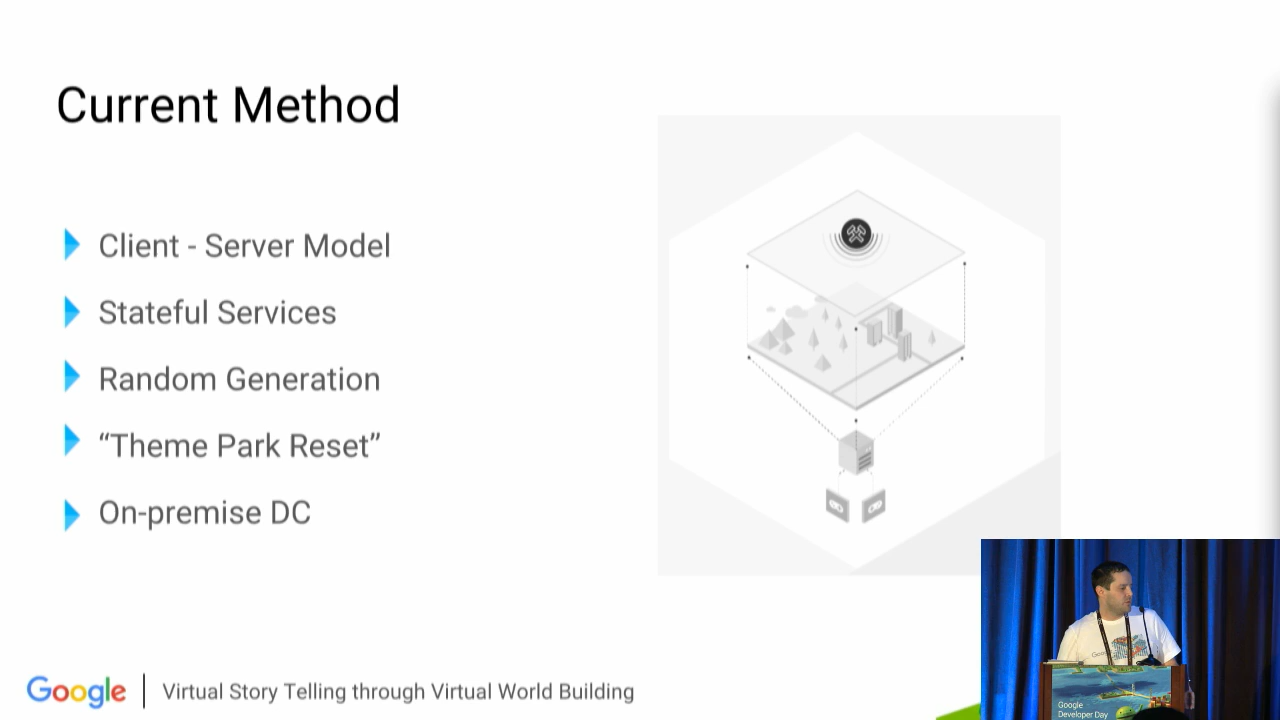 Current Method
Client - Server Model
Stateful Services
Random Generation
“Theme Park Reset”
On-premise DC
Google
Virtual Story Telling through Virtual World Building
Google
Developer Day